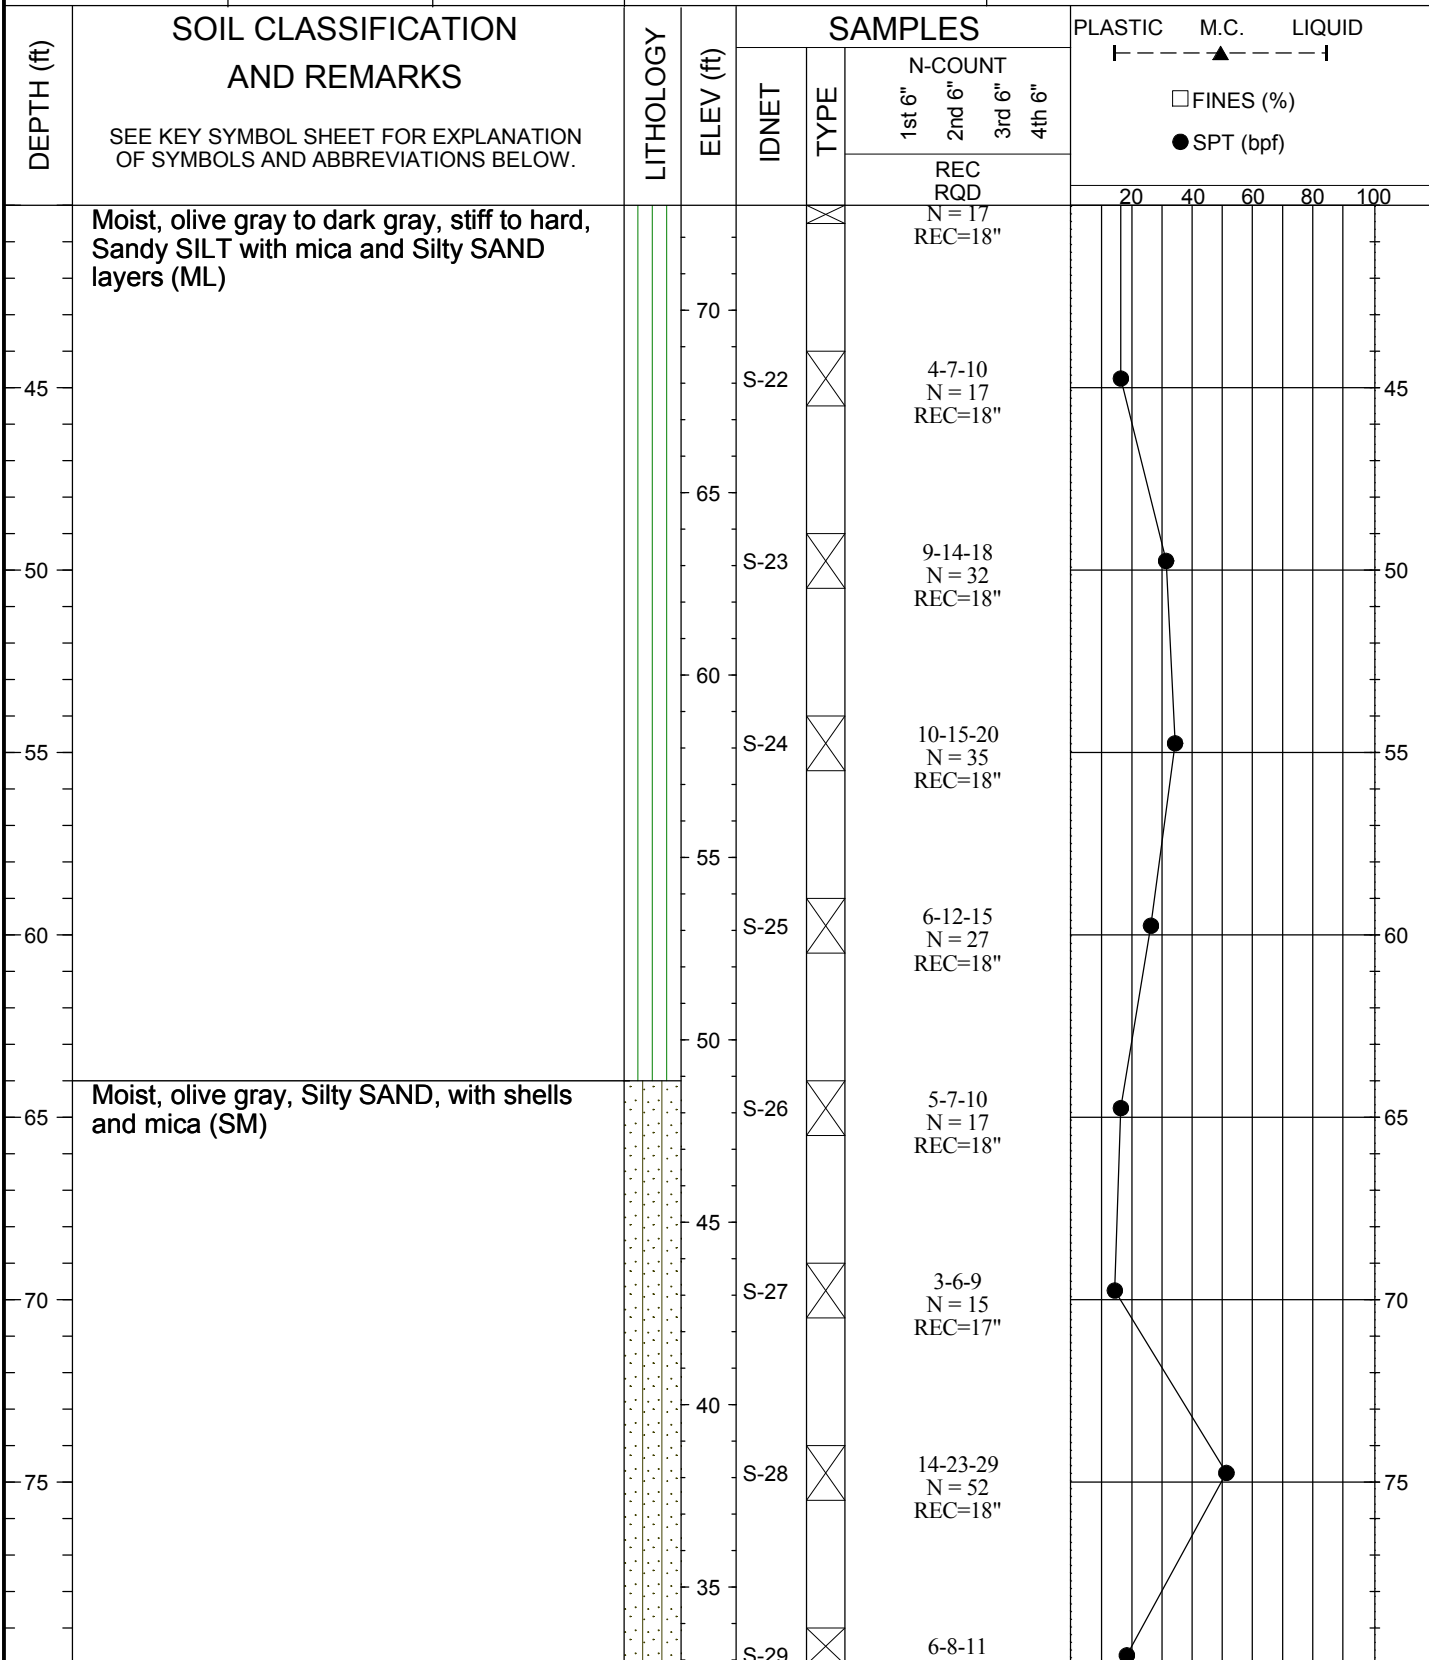 DEPTH (ft)
SOIL CLASSIFICATION
AND REMARKS
SEE KEY SYMBOL SHEET FOR EXPLANATION
OF SYMBOLS AND ABBREVIATIONS BELOW.
LITHOLOGY
ELEV (ft)
SAMPLES
IDNET
TYPE
N-COUNT
1st 6"
2nd 6"
3rd 6"
4th 6"
REC
RQD
PLASTIC M.C. LIQUID
FINES (%)
SPT (bpf)
20 40 60 80 100
Moist, olive gray to dark gray, stiff to hard,
Sandy SILT with mica and Silty SAND
layers (ML)
N = 17
REC=18"
70
45
S-22
4-7-10
N = 17
REC=18"
45
65
50
S-23
9-14-18
N = 32
REC=18"
50
60
55
S-24
10-15-20
N = 35
REC=18"
55
55
60
S-25
6-12-15
N = 27
REC=18"
60
50
Moist, olive gray, Silty SAND, with shells
and mica (SM)
65
S-26
5-7-10
N = 17
REC=18"
65
45
70
S-27
3-6-9
N = 15
REC=17"
70
40
75
S-28
14-23-29
N = 52
REC=18"
75
35
S-29
6-8-11